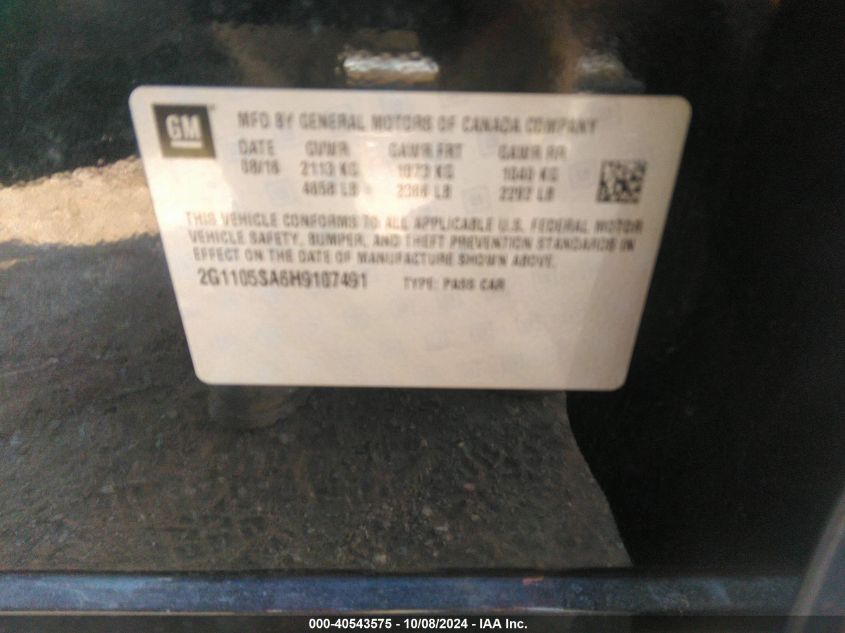 GM
MFD BY GENERAL MOTORS OF CANADA COMPANY
DATE GVWR GAWR FRT GAWR RR
08/16 2113 KG 1073 KG 1040 KG
4658 LB 2366 LB 2292 LB
THIS VEHICLE CONFORMS TO ALL APPLICABLE U.S. FEDERAL MOTOR
VEHICLE SAFETY, BUMPER, AND THEFT PREVENTION STANDARDS IN
EFFECT ON THE DATE OF MANUFACTURE SHOWN ABOVE.
2G1105SA6H9107491 TYPE: PASS CAR
000-40543575 - 10/08/2024 - IAA Inc.